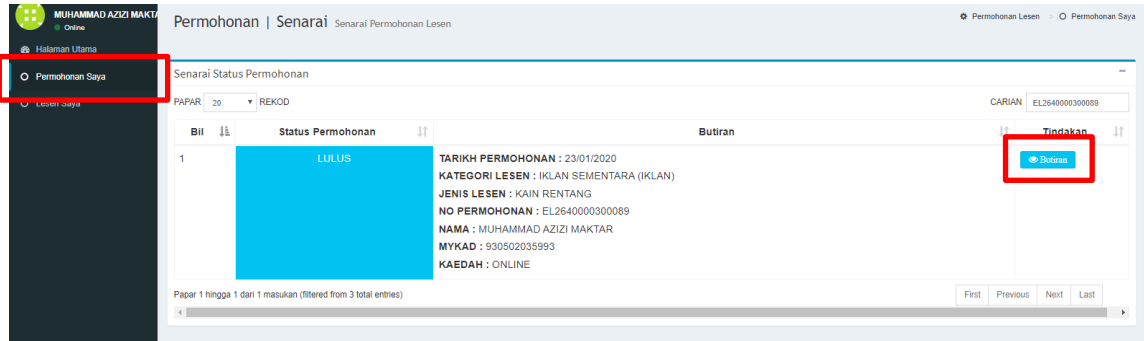 MUHAMMAD AZIZI MAKTA
Online
Halaman Utama
Permohonan Saya
Lesen Saya
Permohonan | Senarai Senarai Permohonan Lesen
Permohonan Lesen > Permohonan Saya
Senarai Status Permohonan
PAPAR 20 REKOD
CARIAN EL2640000300089
Bil Status Permohonan Butiran Tindakan
1 LULUS TARIKH PERMOHONAN : 23/01/2020 Butiran
KATEGORI LESEN : IKLAN SEMENTARA (IKLAN)
JENIS LESEN : KAIN RENTANG
NO PERMOHONAN : EL2640000300089
NAMA : MUHAMMAD AZIZI MAKTAR
MYKAD : 930502035993
KAEDAH : ONLINE
Papar 1 hingga 1 dari 1 masukan (filtered from 3 total entries)
First Previous Next Last